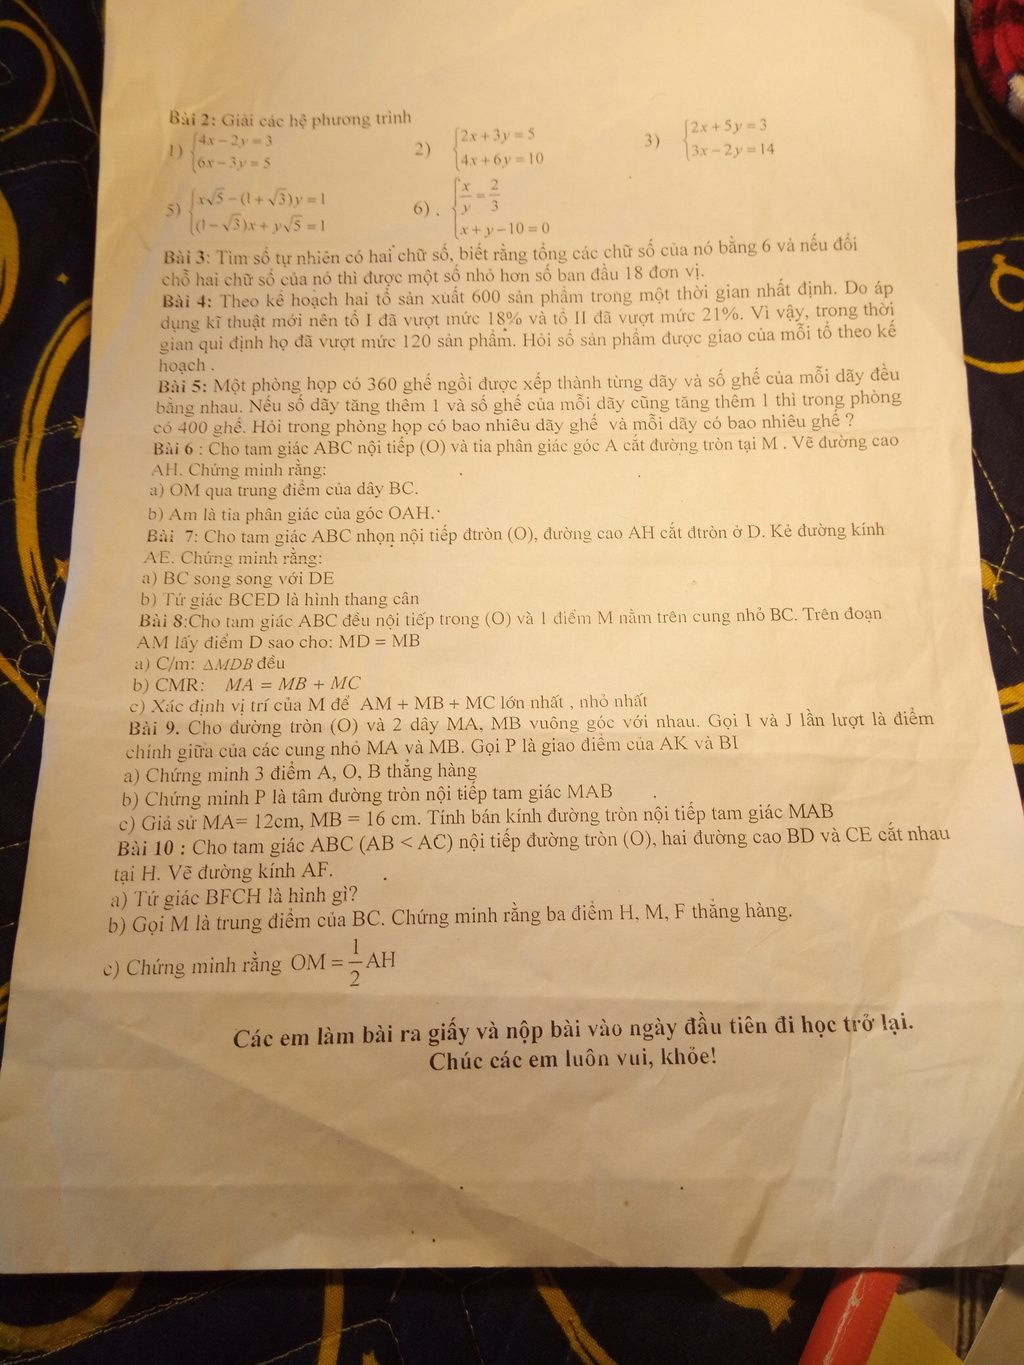 Bài 2: Giải các hệ phương trình
1) {4x − 2y = 3
{6x − 3y = 5
2) {2x + 3y = 5
{4x + 6y = 10
3) {2x + 5y = 3
{3x − 2y = 14
5) {x√5 − (1 + √3)y = 1
{(1 − √3)x + y√5 = 1
6) . {x/y = 2/3
{x + y − 10 = 0
Bài 3: Tìm số tự nhiên có hai chữ số, biết rằng tổng các chữ số của nó bằng 6 và nếu đổi
chỗ hai chữ số của nó thì được một số nhỏ hơn số ban đầu 18 đơn vị.
Bài 4: Theo kế hoạch hai tổ sản xuất 600 sản phẩm trong một thời gian nhất định. Do áp
dụng kĩ thuật mới nên tổ I đã vượt mức 18% và tổ II đã vượt mức 21%. Vì vậy, trong thời
gian qui định họ đã vượt mức 120 sản phẩm. Hỏi số sản phẩm được giao của mỗi tổ theo kế
hoạch .
Bài 5: Một phòng họp có 360 ghế ngồi được xếp thành từng dãy và số ghế của mỗi dãy đều
bằng nhau. Nếu số dãy tăng thêm 1 và số ghế của mỗi dãy cũng tăng thêm 1 thì trong phòng
có 400 ghế. Hỏi trong phòng họp có bao nhiêu dãy ghế và mỗi dãy có bao nhiêu ghế ?
Bài 6 : Cho tam giác ABC nội tiếp (O) và tia phân giác góc A cắt đường tròn tại M . Vẽ đường cao
AH. Chứng minh rằng:
a) OM qua trung điểm của dây BC.
b) Am là tia phân giác của góc OAH.
Bài 7: Cho tam giác ABC nhọn nội tiếp đtròn (O), đường cao AH cắt đtròn ở D. Kẻ đường kính
AE. Chứng minh rằng:
a) BC song song với DE
b) Tứ giác BCED là hình thang cân
Bài 8:Cho tam giác ABC đều nội tiếp trong (O) và 1 điểm M nằm trên cung nhỏ BC. Trên đoạn
AM lấy điểm D sao cho: MD = MB
a) C/m: ΔMDB đều
b) CMR: MA = MB + MC
c) Xác định vị trí của M để AM + MB + MC lớn nhất , nhỏ nhất
Bài 9. Cho đường tròn (O) và 2 dây MA, MB vuông góc với nhau. Gọi I và J lần lượt là điểm
chính giữa của các cung nhỏ MA và MB. Gọi P là giao điểm của AK và BI
a) Chứng minh 3 điểm A, O, B thẳng hàng
b) Chứng minh P là tâm đường tròn nội tiếp tam giác MAB
c) Giả sử MA= 12cm, MB = 16 cm. Tính bán kính đường tròn nội tiếp tam giác MAB
Bài 10 : Cho tam giác ABC (AB < AC) nội tiếp đường tròn (O), hai đường cao BD và CE cắt nhau
tại H. Vẽ đường kính AF.
a) Tứ giác BFCH là hình gì?
b) Gọi M là trung điểm của BC. Chứng minh rằng ba điểm H, M, F thẳng hàng.
c) Chứng minh rằng OM = 1/2 AH
Các em làm bài ra giấy và nộp bài vào ngày đầu tiên đi học trở lại.
Chúc các em luôn vui, khỏe!